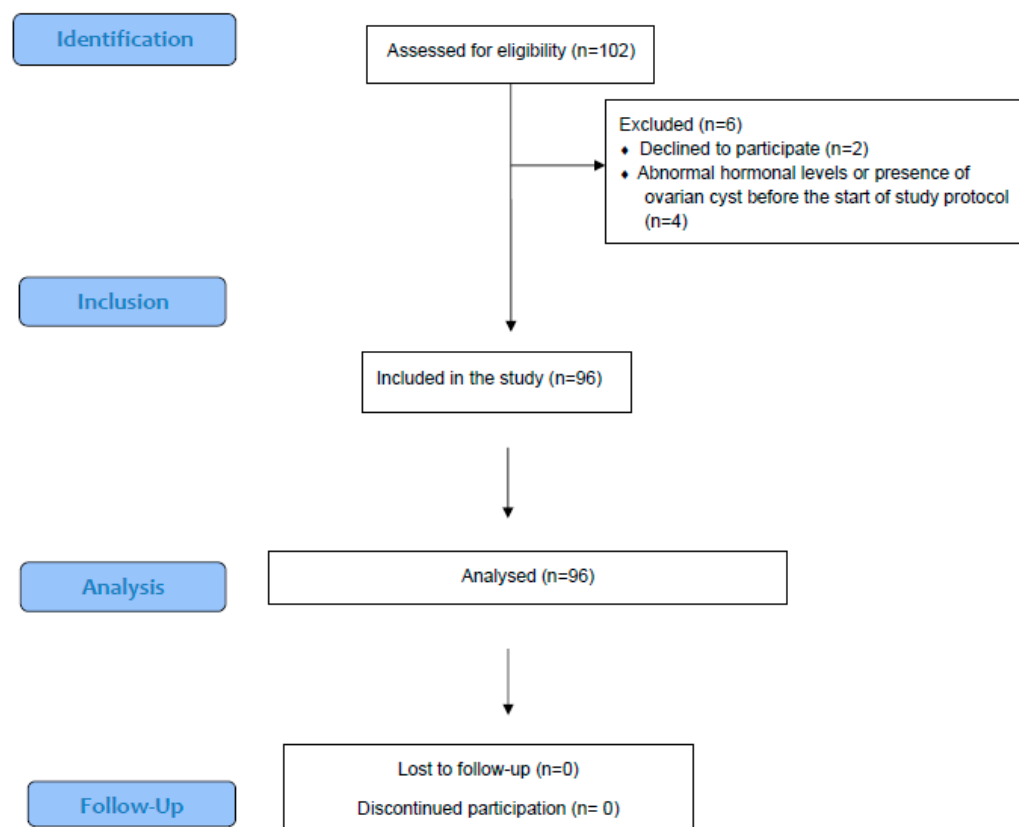 Identification
Assessed for eligibility (n=102)
Excluded (n=6)
♦ Declined to participate (n=2)
♦ Abnormal hormonal levels or presence of
ovarian cyst before the start of study protocol
(n=4)
Inclusion
Included in the study (n=96)
Analysis
Analysed (n=96)
Follow-Up
Lost to follow-up (n=0)
Discontinued participation (n= 0)